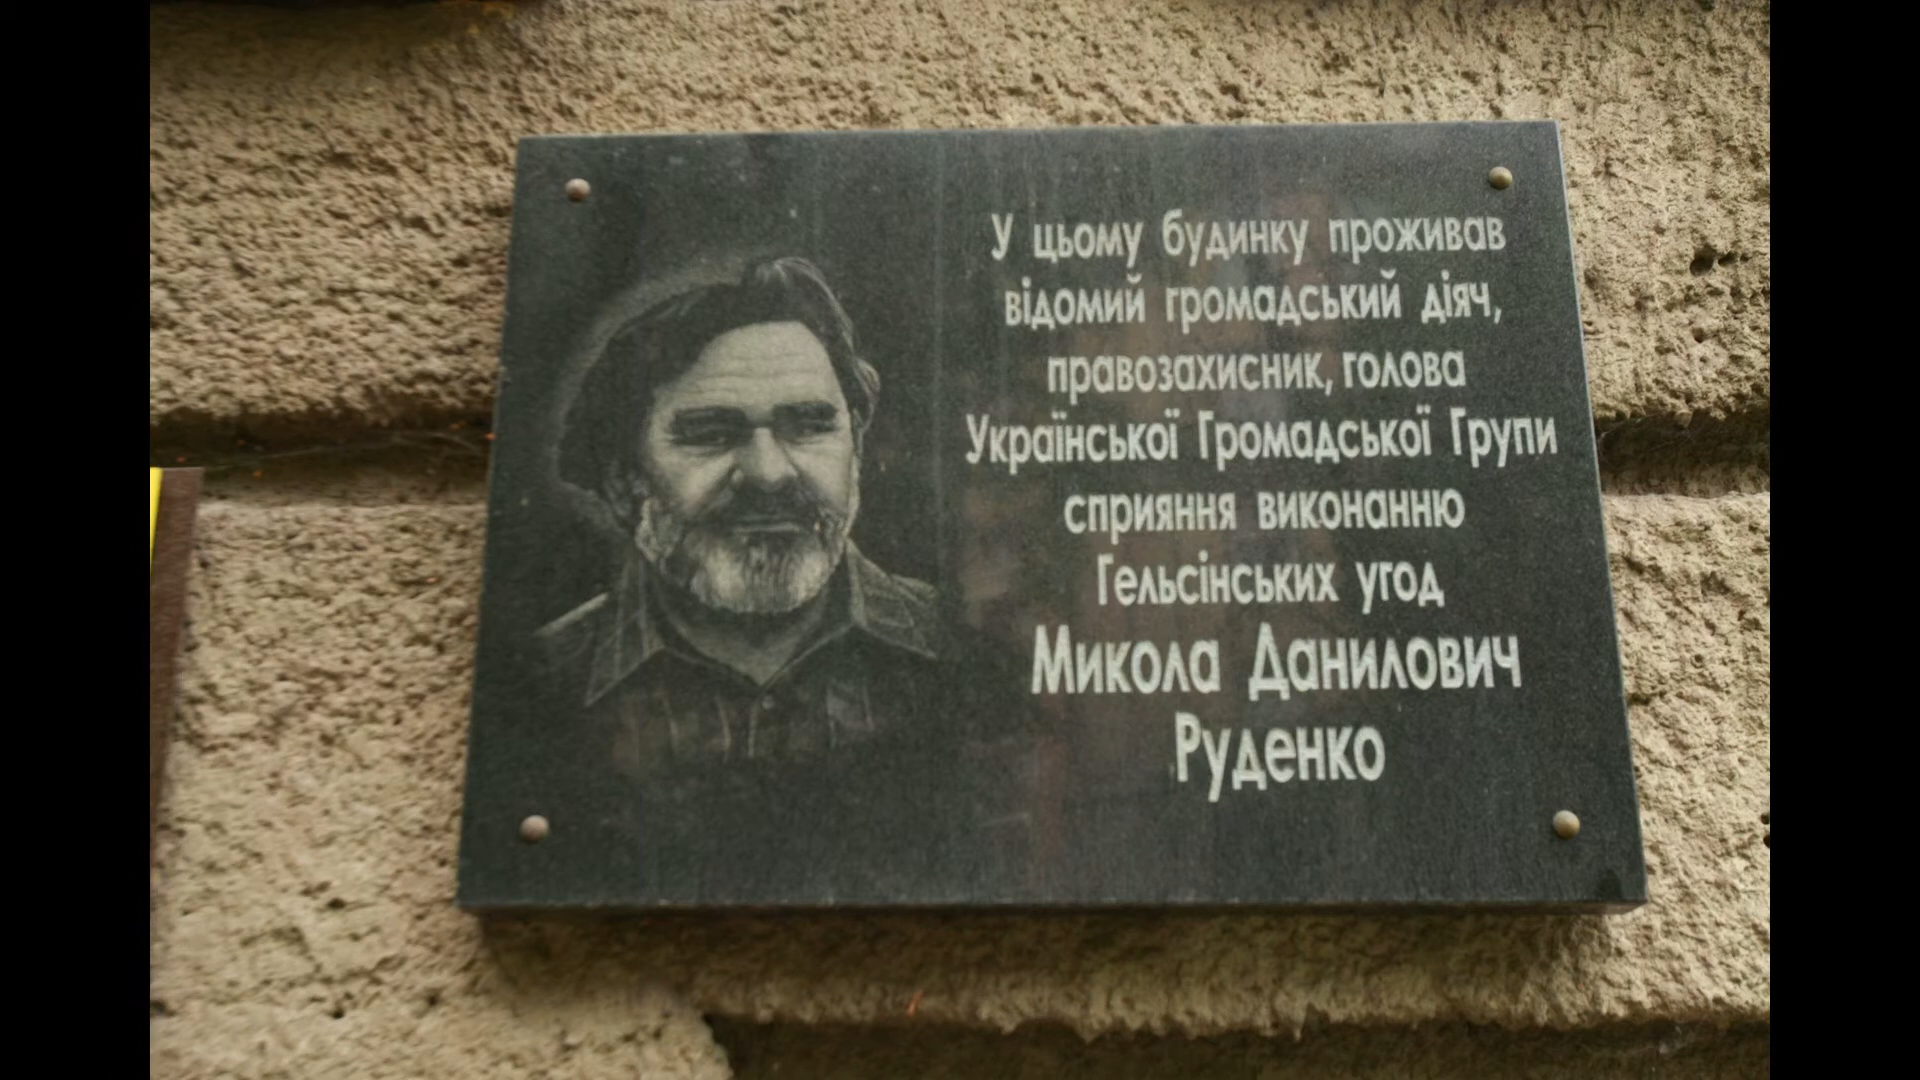 У цьому будинку проживав
відомий громадський діяч,
правозахисник, голова
Української Громадської Групи
сприяння виконанню
Гельсінських угод
Микола Данилович
Руденко